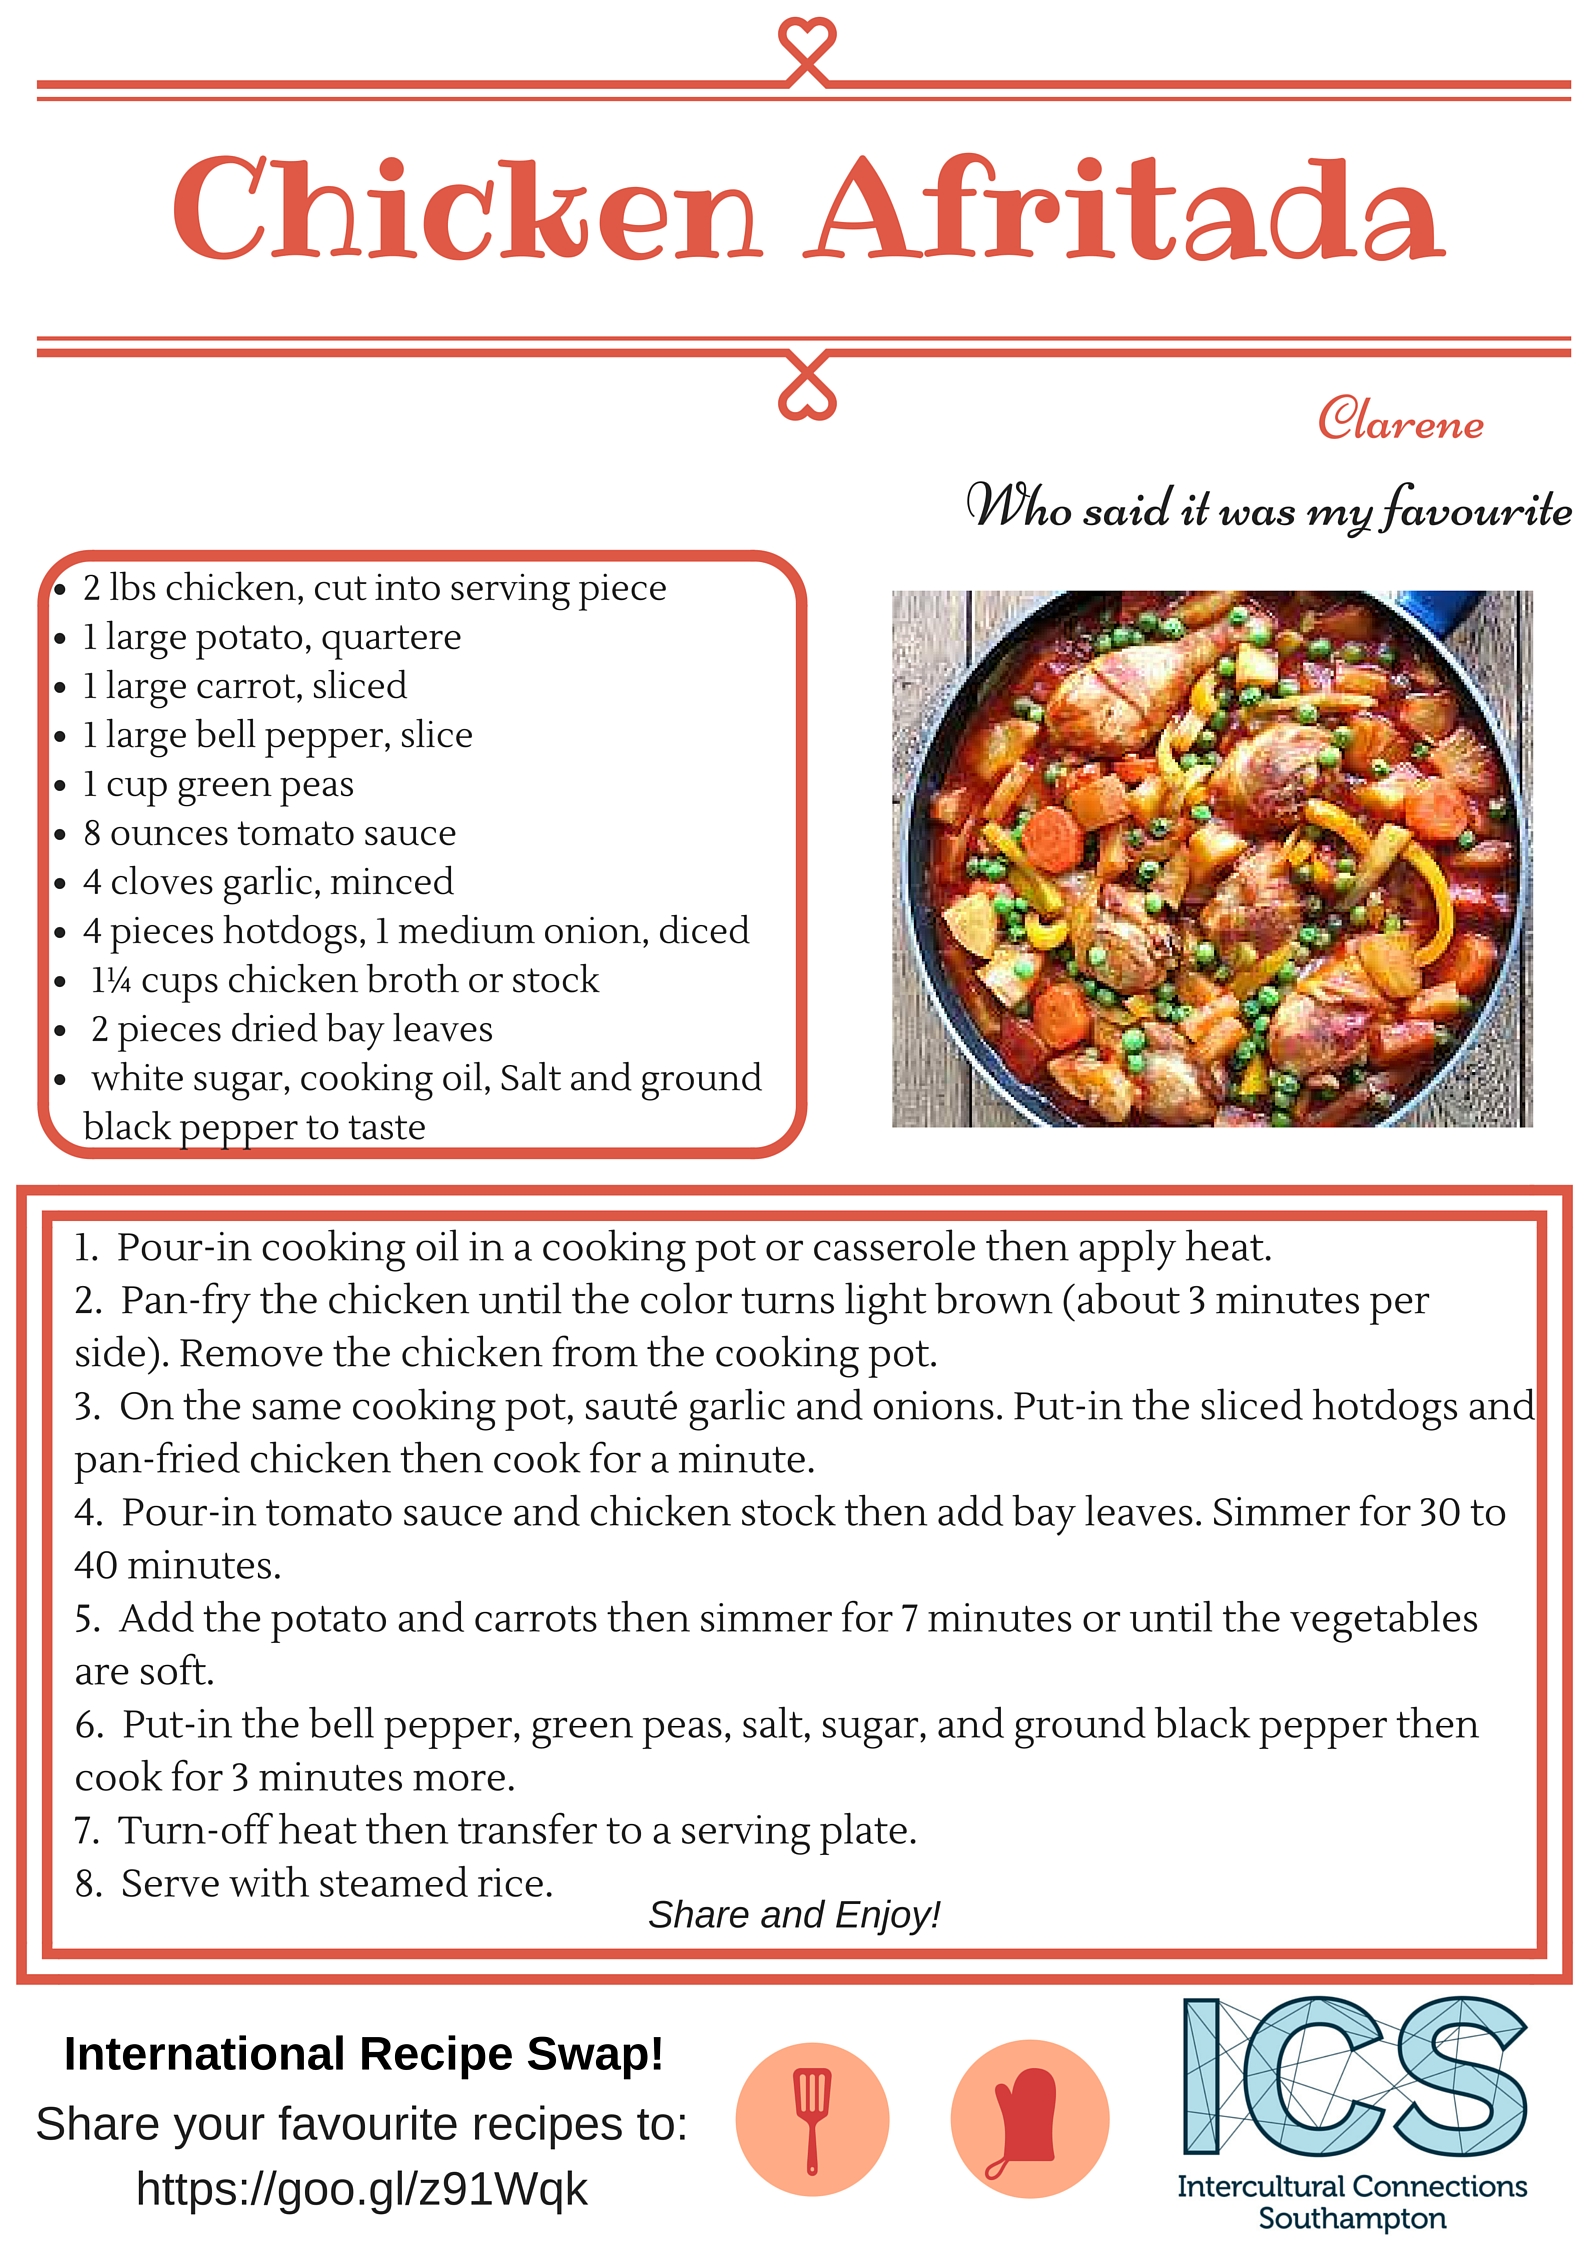 Chicken Afritada
Clarene
Who said it was my favourite
• 2 lbs chicken, cut into serving piece
• 1 large potato, quartere
• 1 large carrot, sliced
• 1 large bell pepper, slice
• 1 cup green peas
• 8 ounces tomato sauce
• 4 cloves garlic, minced
• 4 pieces hotdogs, 1 medium onion, diced
• 1¼ cups chicken broth or stock
• 2 pieces dried bay leaves
• white sugar, cooking oil, Salt and ground
black pepper to taste
1. Pour-in cooking oil in a cooking pot or casserole then apply heat.
2. Pan-fry the chicken until the color turns light brown (about 3 minutes per
side). Remove the chicken from the cooking pot.
3. On the same cooking pot, sauté garlic and onions. Put-in the sliced hotdogs and
pan-fried chicken then cook for a minute.
4. Pour-in tomato sauce and chicken stock then add bay leaves. Simmer for 30 to
40 minutes.
5. Add the potato and carrots then simmer for 7 minutes or until the vegetables
are soft.
6. Put-in the bell pepper, green peas, salt, sugar, and ground black pepper then
cook for 3 minutes more.
7. Turn-off heat then transfer to a serving plate.
8. Serve with steamed rice.
Share and Enjoy!
International Recipe Swap!
Share your favourite recipes to:
https://goo.gl/z91Wqk
ICS
Intercultural Connections
Southampton